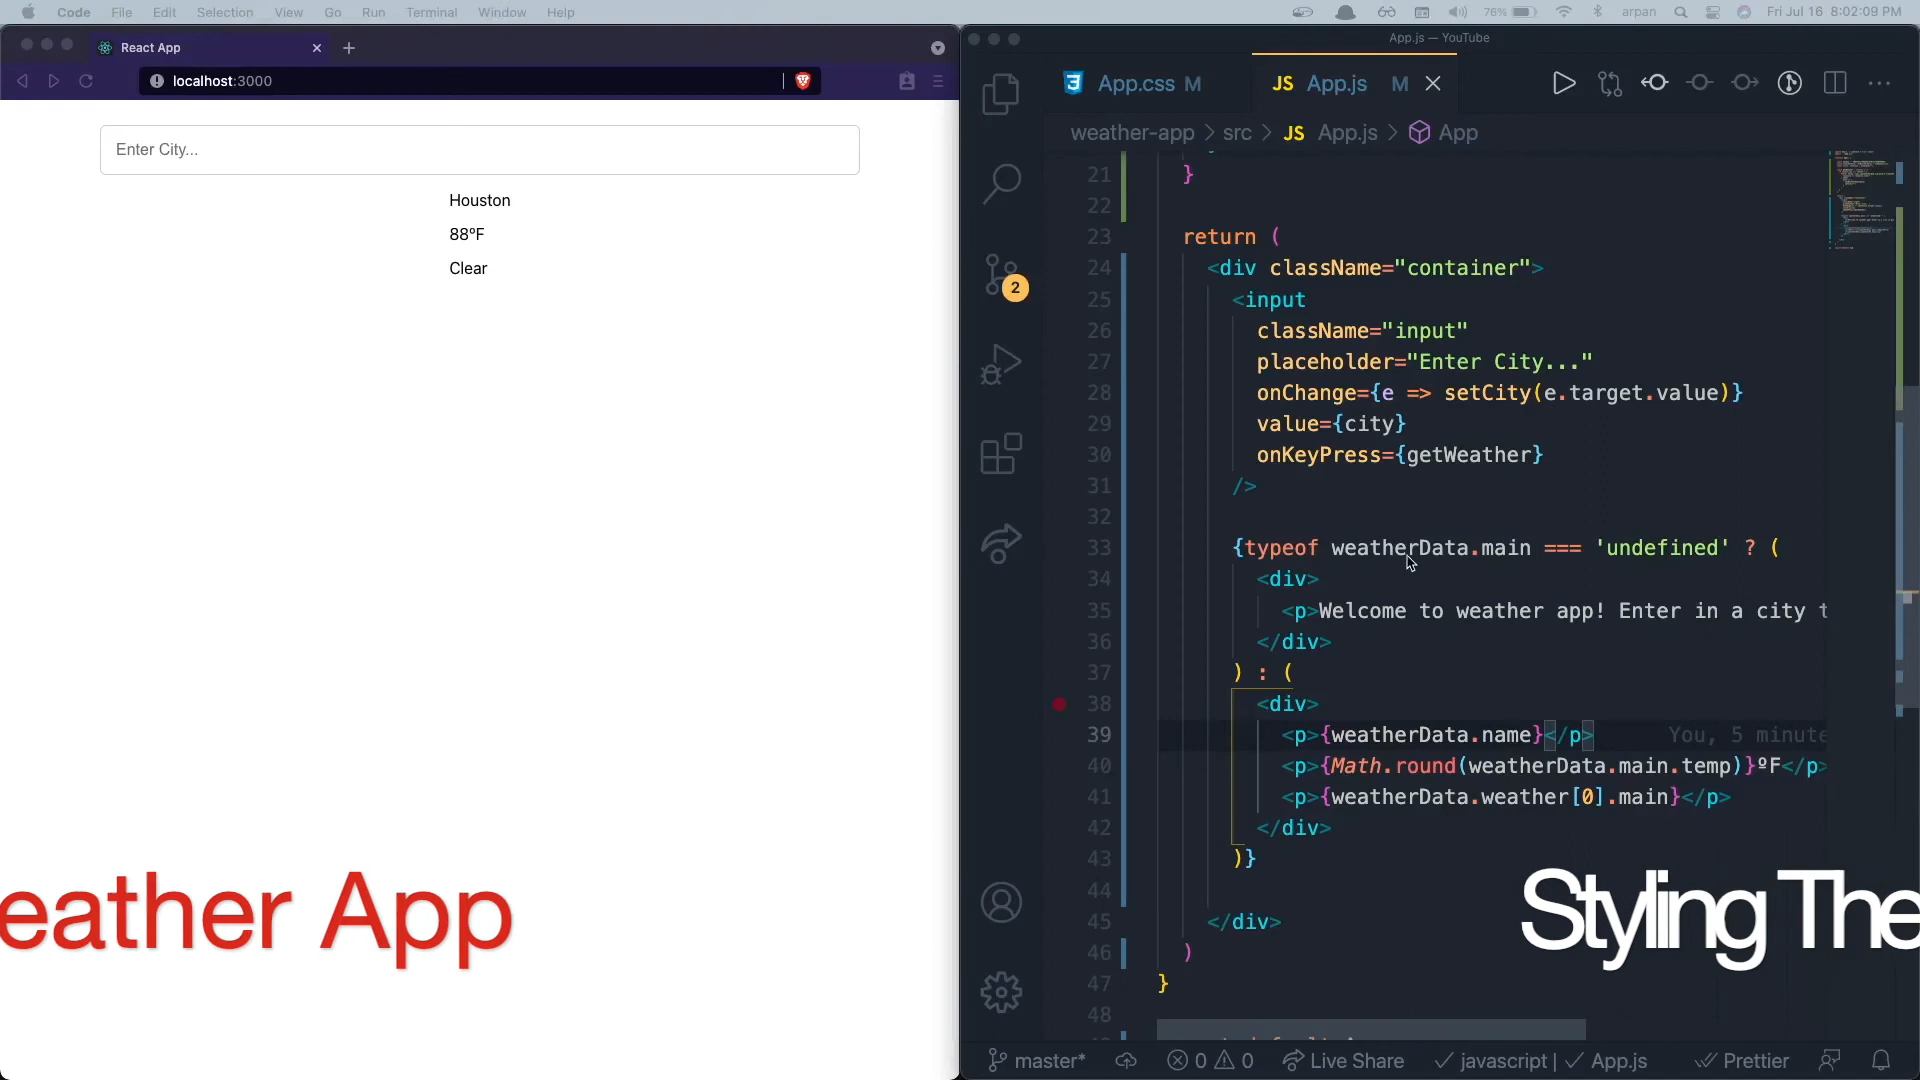 Code File Edit Selection View Go Run Terminal Window Help 76% arpan Fri Jul 16 8:02:09 PM
React App
localhost:3000
Enter City...
Houston
88ºF
Clear
eather App
App.js — YouTube
App.css M
JS App.js M
weather-app > src > JS App.js > App
2
21 }
22
23 return (
24 <div className="container">
25 <input
26 className="input"
27 placeholder="Enter City..."
28 onChange={e => setCity(e.target.value)}
29 value={city}
30 onKeyPress={getWeather}
31 />
32
33 {typeof weatherData.main === 'undefined' ? (
34 <div>
35 <p>Welcome to weather app! Enter in a city t
36 </div>
37 ) : (
38 <div>
39 <p>{weatherData.name}</p> You, 5 minute
40 <p>{Math.round(weatherData.main.temp)}ºF</p>
41 <p>{weatherData.weather[0].main}</p>
42 </div>
43 )}
44
45 </div>
46 )
47 }
48
Styling The
master* 0 0 Live Share javascript | App.js Prettier